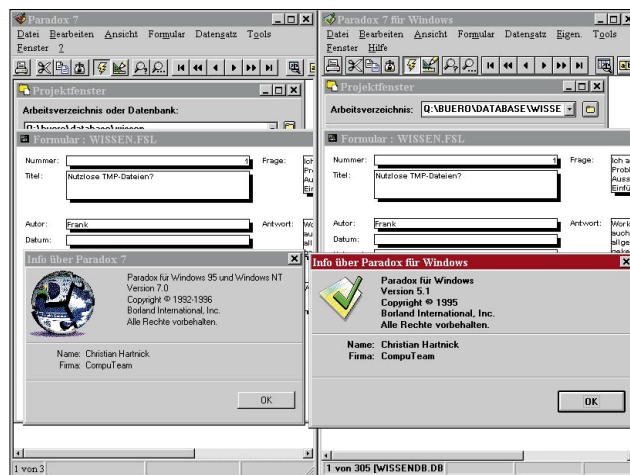 Paradox 7
Datei Bearbeiten Ansicht Formular Datensatz Tools
Fenster ?
Projektfenster
Arbeitsverzeichnis oder Datenbank:
Formular : WISSEN.FSL
Nummer: 1 Frage:
Titel: Nutzlose TMP-Dateien?
Autor: Frank Antwort:
Datum:
Info über Paradox 7
Paradox für Windows 95 und Windows NT
Version 7.0
Copyright © 1992-1996
Borland International, Inc.
Alle Rechte vorbehalten.
Name: Christian Hartnick
Firma: CompuTeam
OK
1 von 3
Paradox 7 für Windows
Datei Bearbeiten Ansicht Formular Datensatz Eigen. Tools
Fenster Hilfe
Projektfenster
Arbeitsverzeichnis: Q:\BUERO\DATABASE\WISSE
Formular : WISSEN.FSL
Nummer: 1 Frage:
Titel: Nutzlose TMP-Dateien?
Autor: Frank Antwort:
Datum:
Info über Paradox für Windows
Paradox für Windows
Version 5.1
Copyright © 1995
Borland International, Inc.
Alle Rechte vorbehalten.
Name: Christian Hartnick
Firma: CompuTeam
OK
1 von 305 [WISSENDB.DB